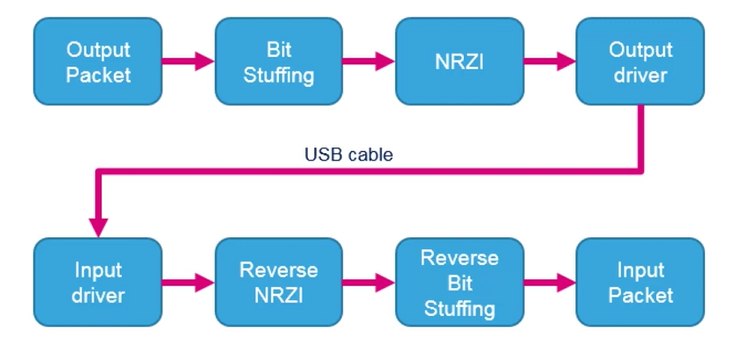 Output
Packet
Bit
Stuffing
NRZI
Output
driver
USB cable
Input
driver
Reverse
NRZI
Reverse
Bit
Stuffing
Input
Packet